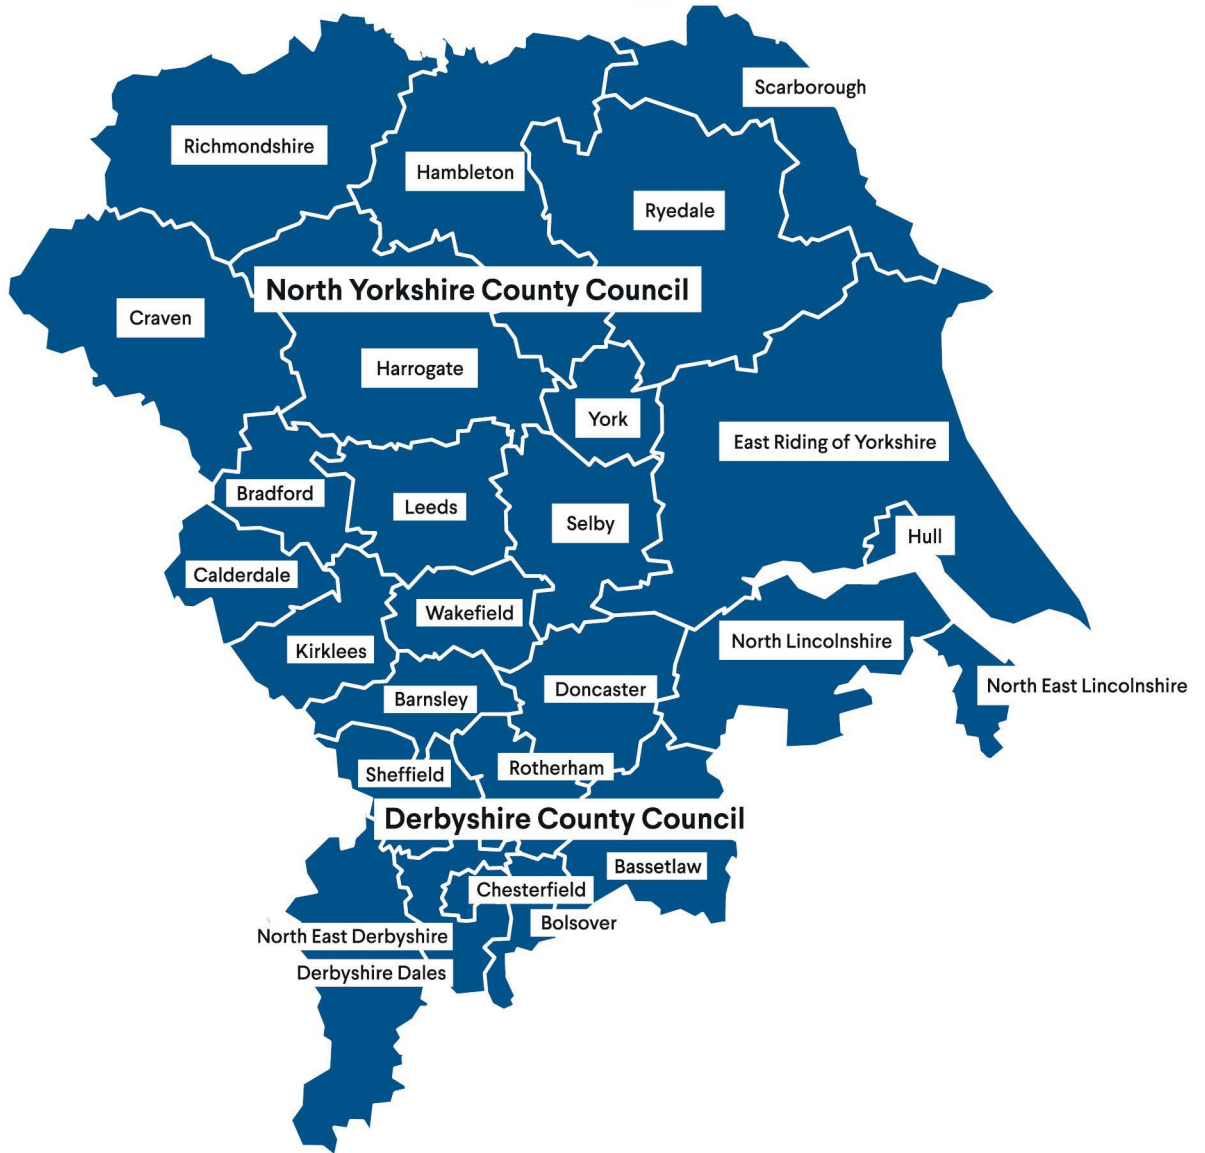 Scarborough
Richmondshire
Hambleton
Ryedale
North Yorkshire County Council
Craven
Harrogate
York
East Riding of Yorkshire
Bradford
Leeds
Selby
Hull
Calderdale
Wakefield
North Lincolnshire
Kirklees
North East Lincolnshire
Barnsley
Doncaster
Sheffield
Rotherham
Derbyshire County Council
Bassetlaw
Chesterfield
Bolsover
North East Derbyshire
Derbyshire Dales